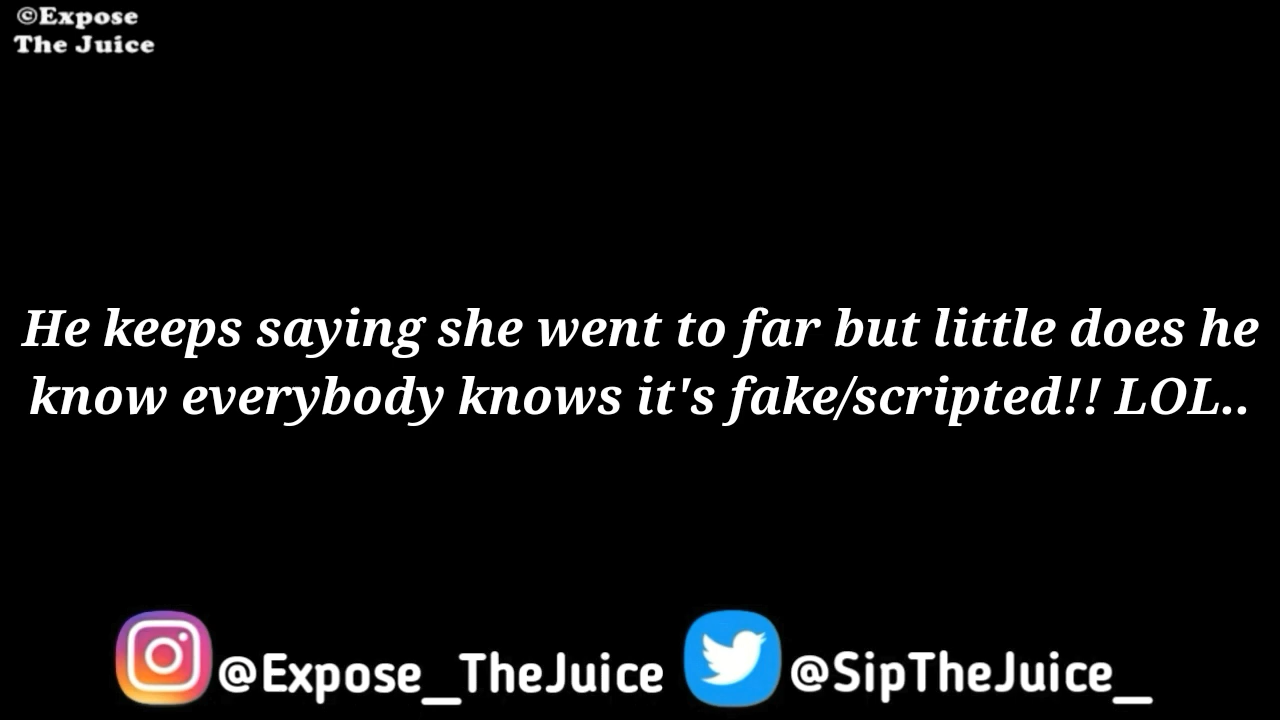 ©Expose
The Juice
He keeps saying she went to far but little does he
know everybody knows it's fake/scripted!! LOL..
@Expose_TheJuice @SipTheJuice_